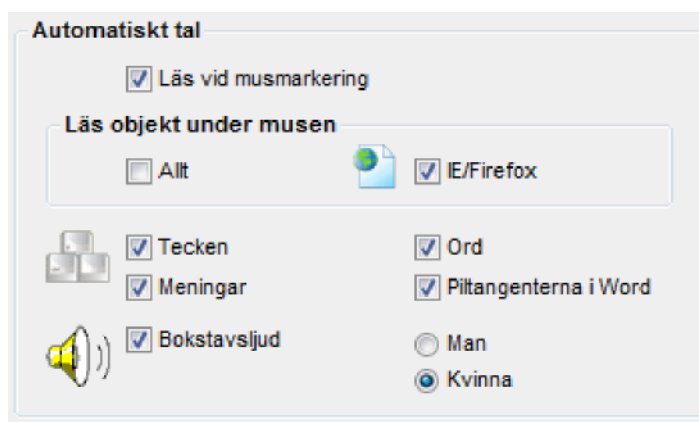 Automatiskt tal
Läs vid musmarkering
Läs objekt under musen
Allt IE/Firefox
Tecken Ord
Meningar Piltangenterna i Word
Bokstavsljud Man
Kvinna